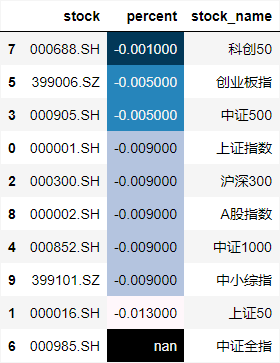 stock percent stock_name
7 000688.SH -0.001000 科创50
5 399006.SZ -0.005000 创业板指
3 000905.SH -0.005000 中证500
0 000001.SH -0.009000 上证指数
2 000300.SH -0.009000 沪深300
8 000002.SH -0.009000 A股指数
4 000852.SH -0.009000 中证1000
9 399101.SZ -0.009000 中小综指
1 000016.SH -0.013000 上证50
6 000985.SH nan 中证全指